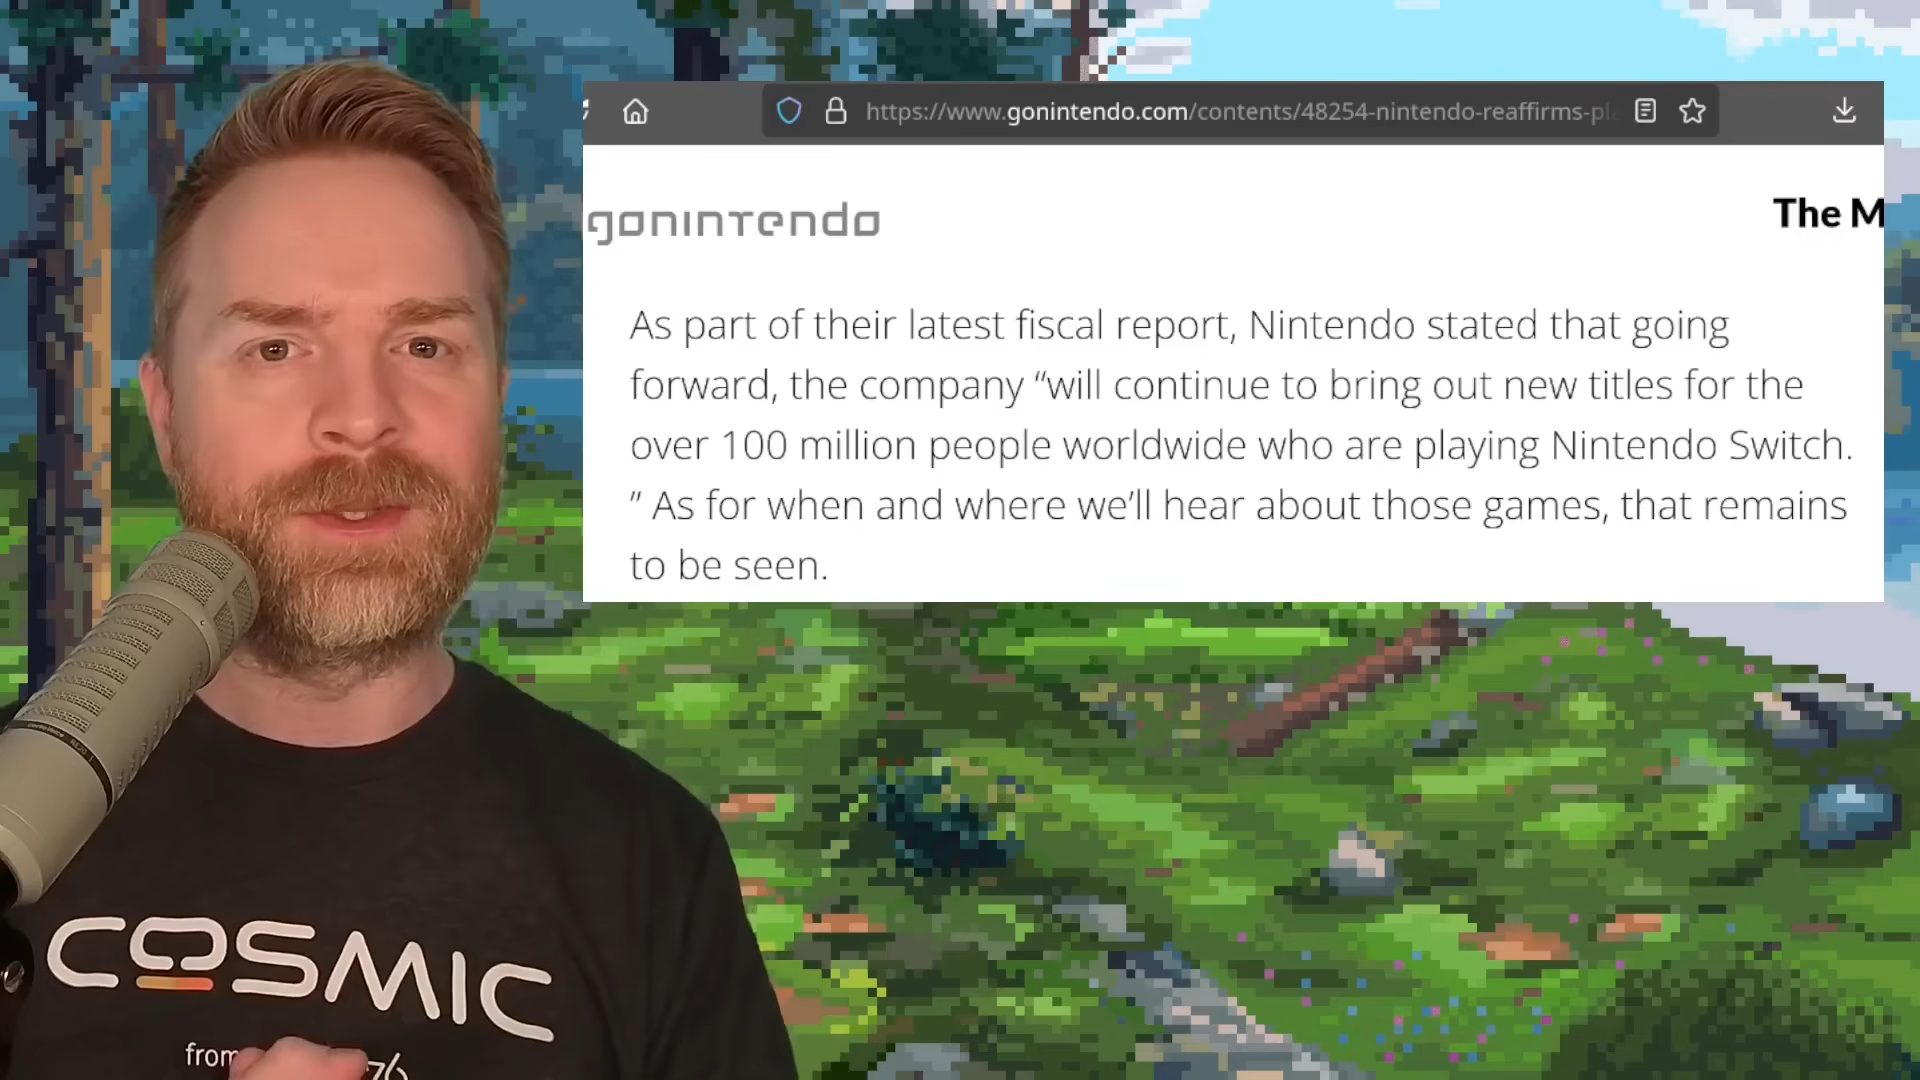 https://www.gonintendo.com/contents/48254-nintendo-reaffirms-pl
gonintendo
The M
As part of their latest fiscal report, Nintendo stated that going
forward, the company “will continue to bring out new titles for the
over 100 million people worldwide who are playing Nintendo Switch.
” As for when and where we’ll hear about those games, that remains
to be seen.
COSMIC
from
76